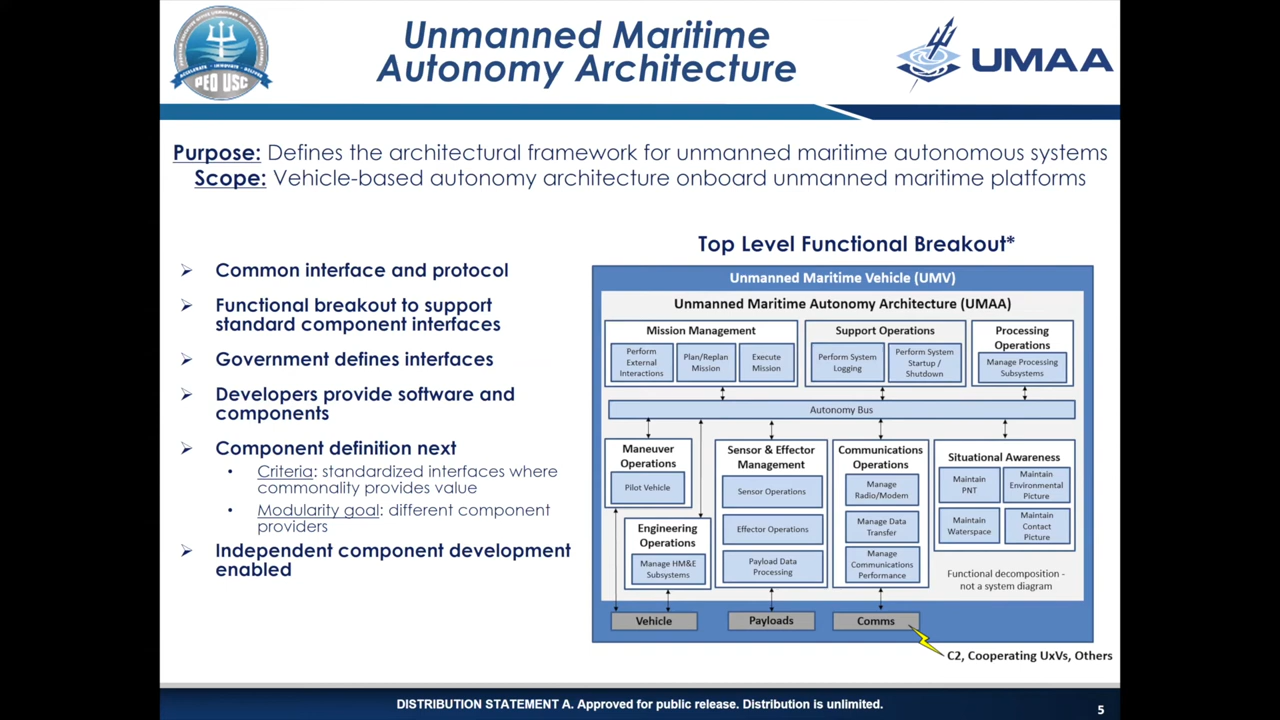 Unmanned Maritime
Autonomy Architecture
PEO USC
UMAA
Purpose: Defines the architectural framework for unmanned maritime autonomous systems
Scope: Vehicle-based autonomy architecture onboard unmanned maritime platforms
Common interface and protocol
Functional breakout to support
standard component interfaces
Government defines interfaces
Developers provide software and
components
Component definition next
Criteria: standardized interfaces where
commonality provides value
Modularity goal: different component
providers
Independent component development
enabled
Top Level Functional Breakout*
Unmanned Maritime Vehicle (UMV)
Unmanned Maritime Autonomy Architecture (UMAA)
Mission Management
Perform
External
Interactions
Plan/Replan
Mission
Execute
Mission
Support Operations
Perform System
Logging
Perform System
Startup /
Shutdown
Processing
Operations
Manage Processing
Subsystems
Autonomy Bus
Maneuver
Operations
Pilot Vehicle
Engineering
Operations
Manage HM&E
Subsystems
Sensor & Effector
Management
Sensor Operations
Effector Operations
Payload Data
Processing
Communications
Operations
Manage
Radio/Modem
Manage Data
Transfer
Manage
Communications
Performance
Situational Awareness
Maintain
PNT
Maintain
Environmental
Picture
Maintain
Waterspace
Maintain
Contact
Picture
Functional decomposition -
not a system diagram
Vehicle
Payloads
Comms
C2, Cooperating UxVs, Others
DISTRIBUTION STATEMENT A. Approved for public release. Distribution is unlimited.
5